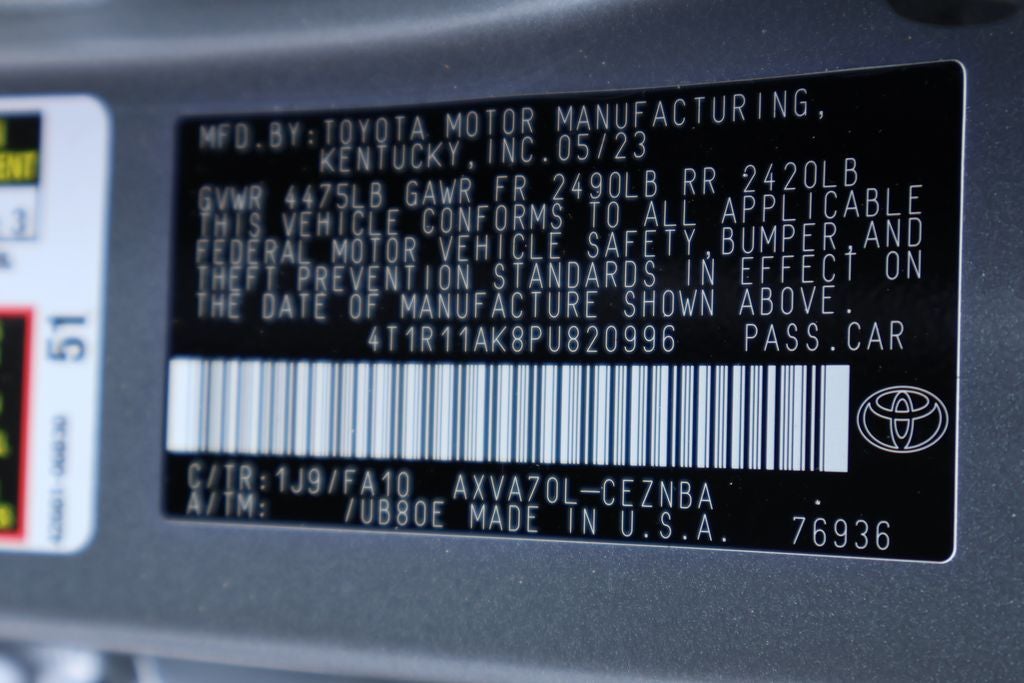 MFD.BY:TOYOTA MOTOR MANUFACTURING,
KENTUCKY,INC.05/23
GVWR 4475LB GAWR FR 2490LB RR 2420LB
THIS VEHICLE CONFORMS TO ALL APPLICABLE
FEDERAL MOTOR VEHICLE SAFETY,BUMPER,AND
THEFT PREVENTION STANDARDS IN EFFECT ON
THE DATE OF MANUFACTURE SHOWN ABOVE.
4T1R11AK8PU820996 PASS.CAR
C/TR:1J9/FA10 AXVA70L-CEZNBA
A/TM: /UB80E MADE IN U.S.A. 76936
51